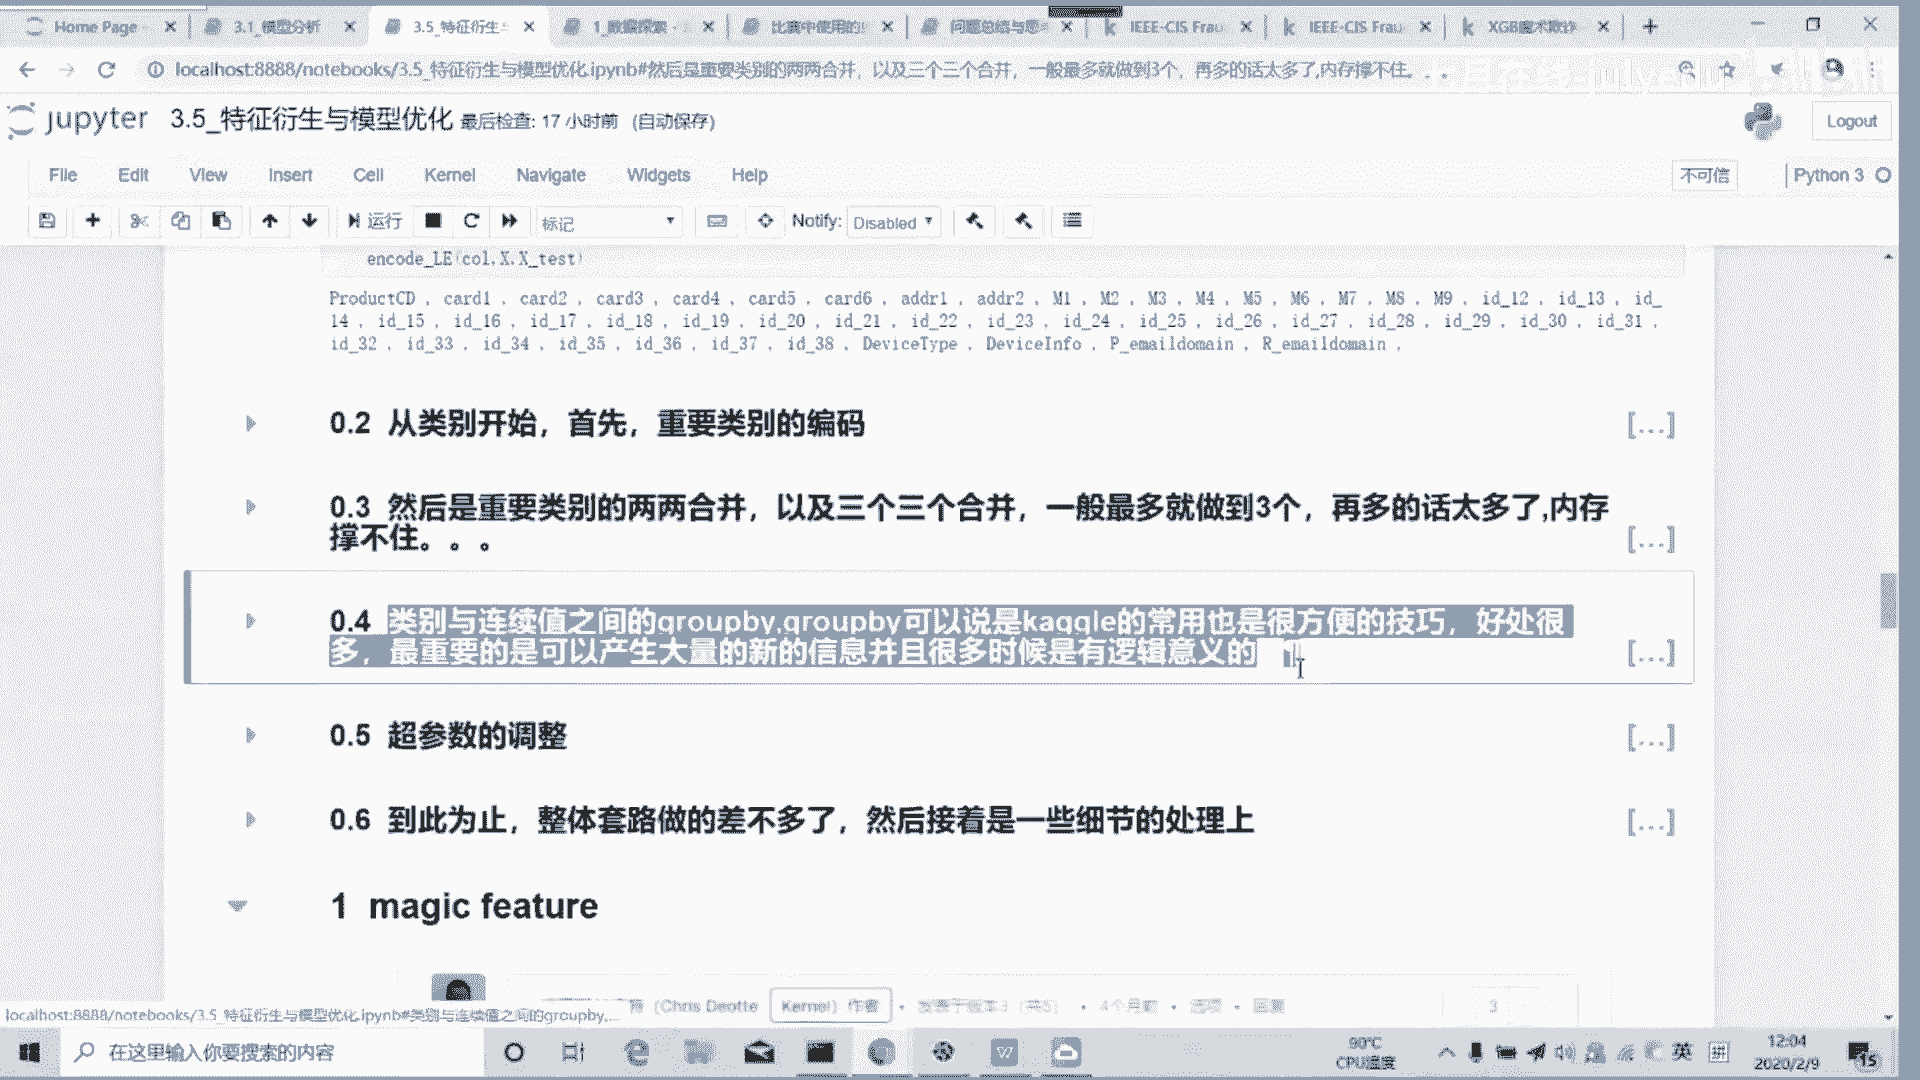 Home Page
3.1_模型分析
3.5_特征衍生与
1_数据探索 -
比赛中使用的
问题总结与思
IEEE-CIS Frau
IEEE-CIS Frau
XGB魔术欺诈
localhost:8888/notebooks/3.5_特征衍生与模型优化.ipynb#然后是重要类别的两两合并，以及三个三个合并，一般最多就做到3个，再多的话太多了,内存撑不住。。。
jupyter 3.5_特征衍生与模型优化 最后检查: 17 小时前 (自动保存)
Logout
File Edit View Insert Cell Kernel Navigate Widgets Help
不可信 Python 3
运行 标记 Notify: Disabled
encode_LE(col,X,X_test)
ProductCD , card1 , card2 , card3 , card4 , card5 , card6 , addr1 , addr2 , M1 , M2 , M3 , M4 , M5 , M6 , M7 , M8 , M9 , id_12 , id_13 , id_
14 , id_15 , id_16 , id_17 , id_18 , id_19 , id_20 , id_21 , id_22 , id_23 , id_24 , id_25 , id_26 , id_27 , id_28 , id_29 , id_30 , id_31 ,
id_32 , id_33 , id_34 , id_35 , id_36 , id_37 , id_38 , DeviceType , DeviceInfo , P_emaildomain , R_emaildomain ,
0.2 从类别开始，首先，重要类别的编码
[...]
0.3 然后是重要类别的两两合并，以及三个三个合并，一般最多就做到3个，再多的话太多了,内存
撑不住。。。
[...]
0.4 类别与连续值之间的groupby,groupby可以说是kaggle的常用也是很方便的技巧，好处很
多，最重要的是可以产生大量的新的信息并且很多时候是有逻辑意义的 ¶
[...]
0.5 超参数的调整
[...]
0.6 到此为止，整体套路做的差不多了，然后接着是一些细节的处理上
[...]
1 magic feature
(Chris Deotte Kernel) 作者 • 4个月前 • 选项 • 回复
3
localhost:8888/notebooks/3.5_特征衍生与模型优化.ipynb#类别与连续值之间的groupby,...
在这里输入你要搜索的内容
90℃
CPU温度
英
拼
12:04
2020/2/9
15